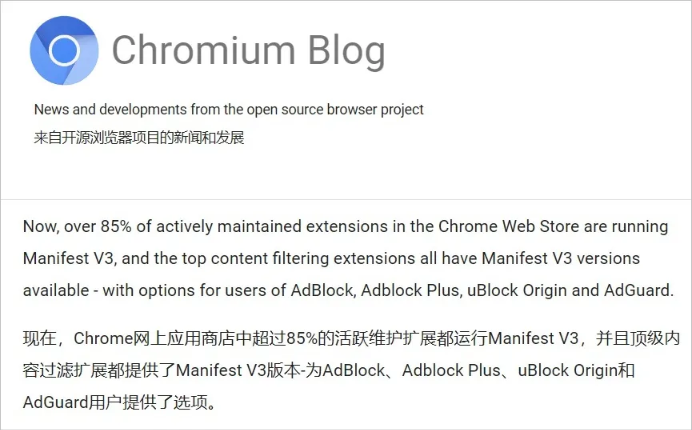 Chromium Blog
News and developments from the open source browser project
来自开源浏览器项目的新闻和发展
Now, over 85% of actively maintained extensions in the Chrome Web Store are running
Manifest V3, and the top content filtering extensions all have Manifest V3 versions
available - with options for users of AdBlock, Adblock Plus, uBlock Origin and AdGuard.
现在，Chrome网上应用商店中超过85%的活跃维护扩展都运行Manifest V3，并且顶级内
容过滤扩展都提供了Manifest V3版本-为AdBlock、Adblock Plus、uBlock Origin和
AdGuard用户提供了选项。